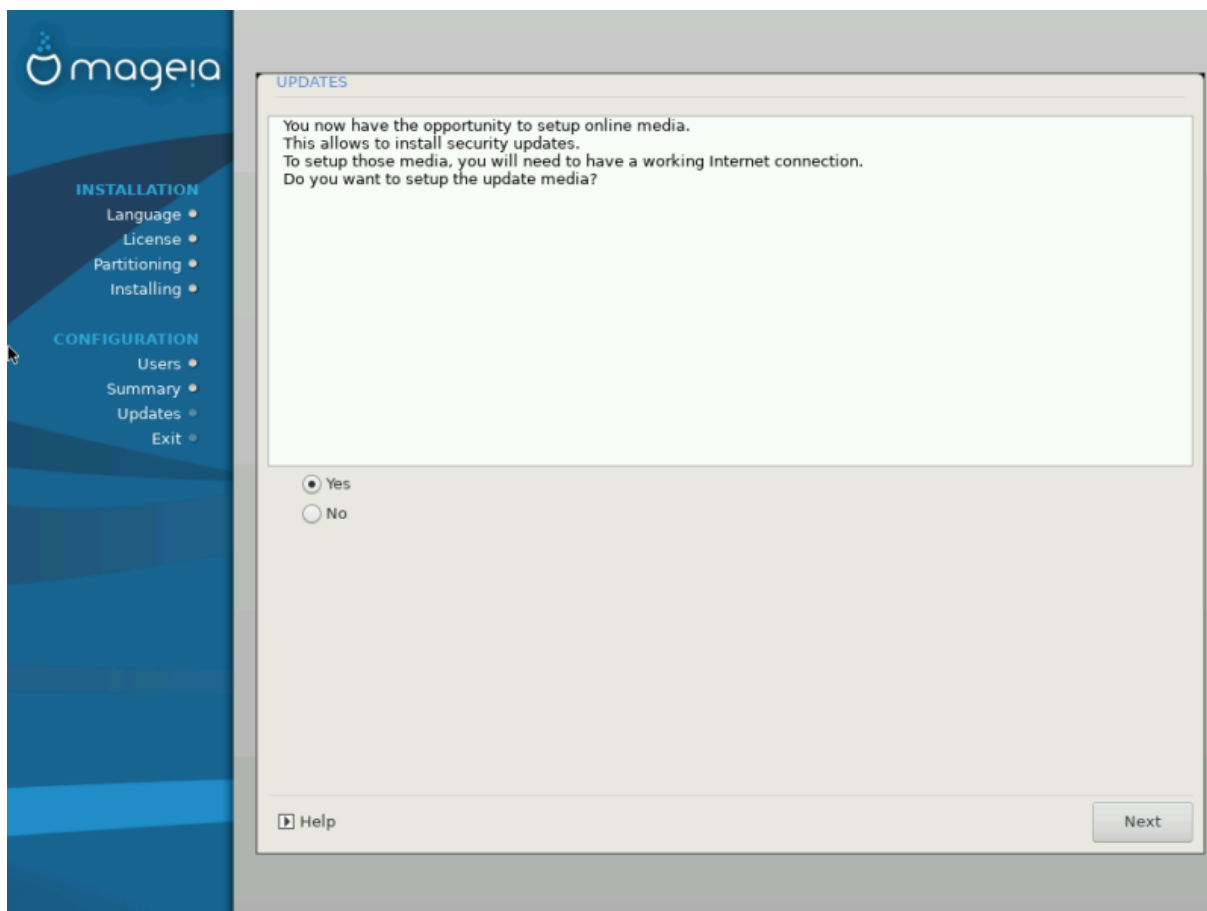 mageia
INSTALLATION
Language
License
Partitioning
Installing
CONFIGURATION
Users
Summary
Updates
Exit
UPDATES
You now have the opportunity to setup online media.
This allows to install security updates.
To setup those media, you will need to have a working Internet connection.
Do you want to setup the update media?
Yes
No
Help
Next